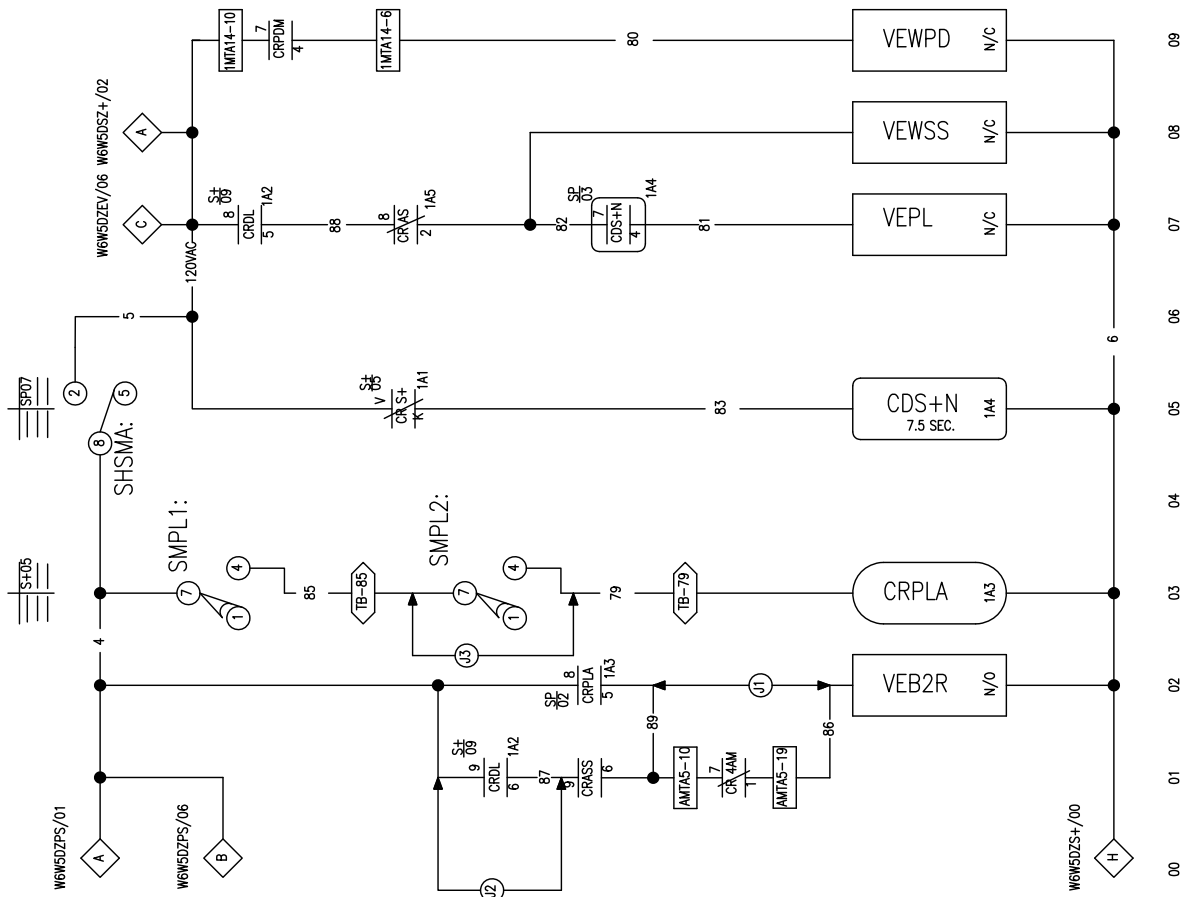 1MTA14-10
7
CRPDM
4
1MTA14-6
80
VEWPD
N/C
09
W6W5DSZ+/02
A
VEWSS
N/C
08
W6W5DZEV/06
C
S+
09
8
CRDL
5
1A2
88
8
CR AS
2
1A5
82
SP
03
7
CDS+N
4
1A4
81
VEPL
N/C
07
120VAC
5
6
06
SP07
2
5
8
SHSMA:
S+
05
V
CR S+
K
1A1
83
CDS+N
7.5 SEC.
1A4
05
SMPL1:
SMPL2:
04
S+05
7
4
1
85
TB-85
7
4
1
79
TB-79
CRPLA
1A3
03
4
J3
SP
02
8
CRPLA
5
1A3
J1
VEB2R
N/O
02
89
86
S+
09
9
CRDL
6
1A2
87
9
CRASS
6
AMTA5-10
7
CR 4AM
1
AMTA5-19
01
W6W5DZPS/01
A
W6W5DZPS/06
B
J2
W6W5DZS+/00
H
00